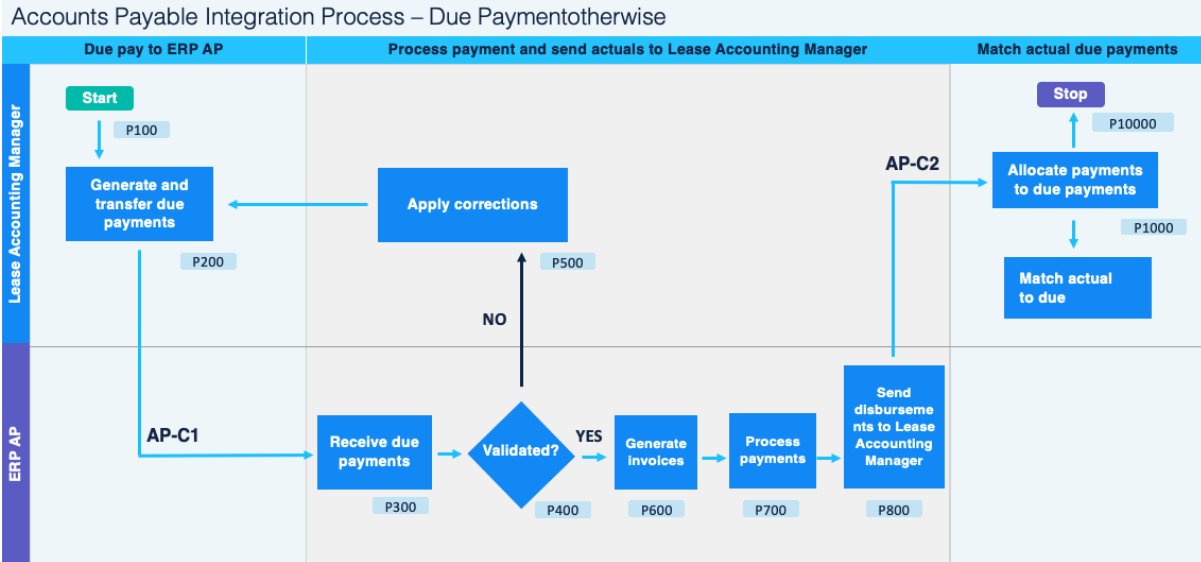 Accounts Payable Integration Process – Due Paymentotherwise
Due pay to ERP AP
Process payment and send actuals to Lease Accounting Manager
Match actual due payments
Lease Accounting Manager
Start
P100
Generate and
transfer due
payments
P200
Apply corrections
P500
NO
AP-C2
Stop
P10000
Allocate payments
to due payments
P1000
Match actual
to due
ERP AP
AP-C1
Receive due
payments
P300
Validated?
P400
YES
Generate
invoices
P600
Process
payments
P700
Send
disburseme
nts to Lease
Accounting
Manager
P800